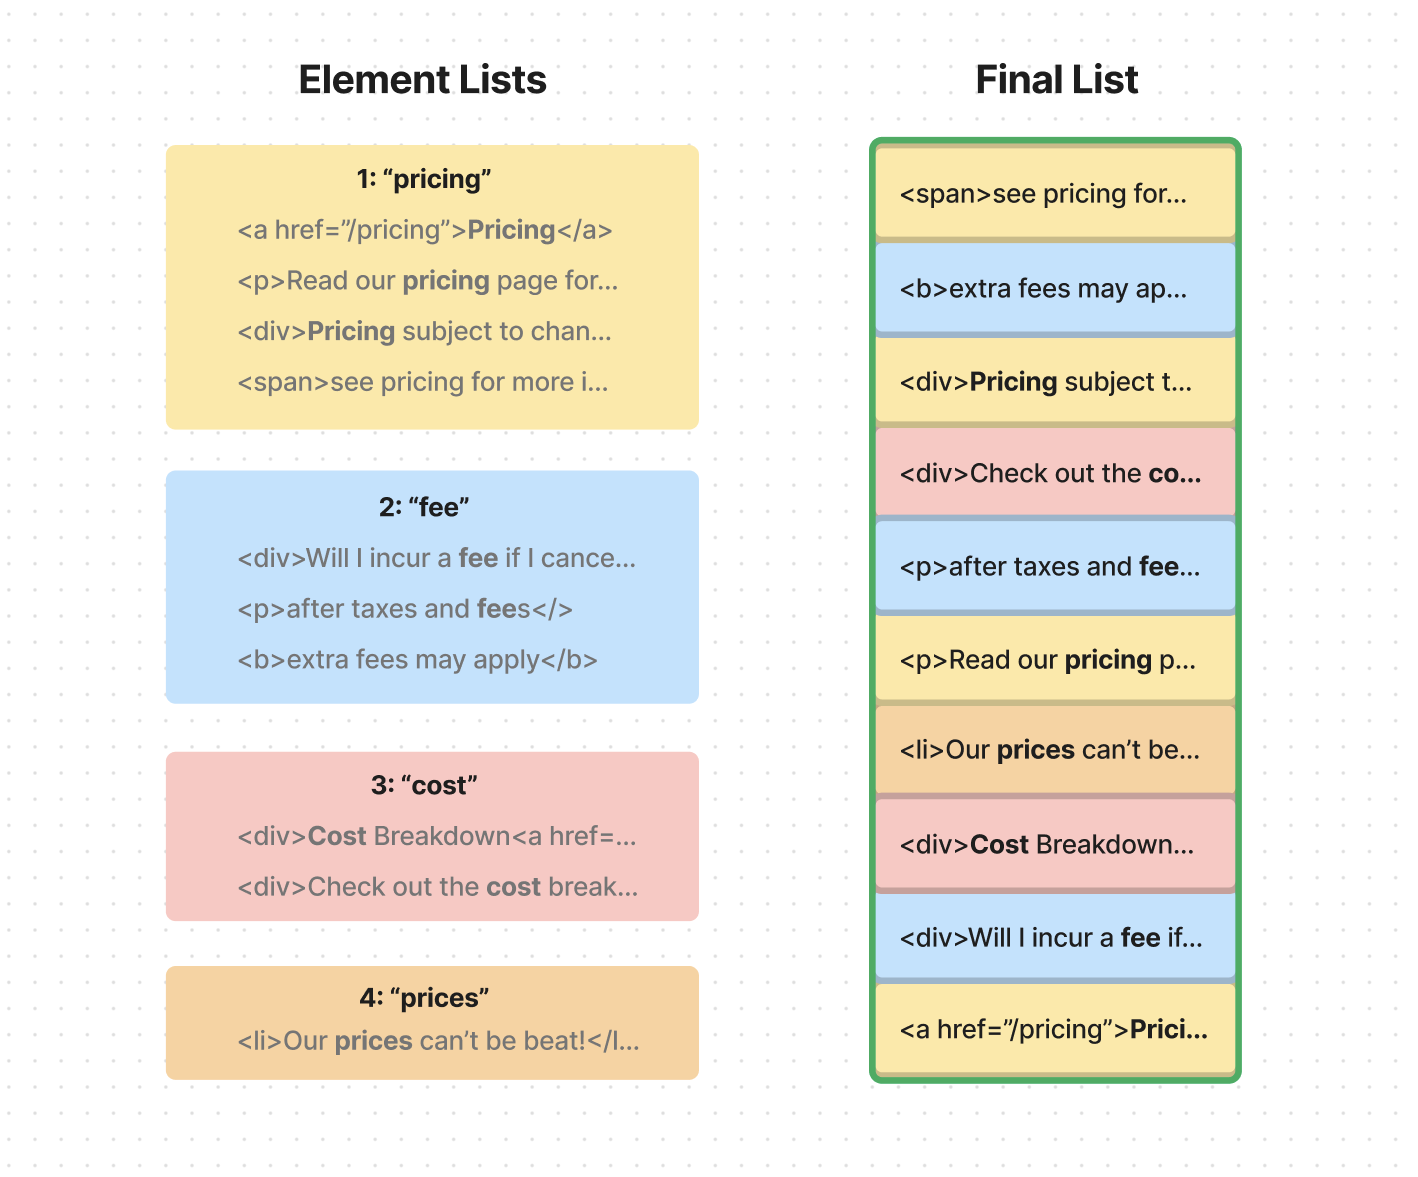 Element Lists
1: “pricing”
<a href=”/pricing”>Pricing</a>
<p>Read our pricing page for...
<div>Pricing subject to chan...
<span>see pricing for more i...
2: “fee”
<div>Will I incur a fee if I cance...
<p>after taxes and fees</>
<b>extra fees may apply</b>
3: “cost”
<div>Cost Breakdown<a href=...
<div>Check out the cost break...
4: “prices”
<li>Our prices can’t be beat!</l...
Final List
<span>see pricing for...
<b>extra fees may ap...
<div>Pricing subject t...
<div>Check out the co...
<p>after taxes and fee...
<p>Read our pricing p...
<li>Our prices can’t be...
<div>Cost Breakdown...
<div>Will I incur a fee if...
<a href=”/pricing”>Prici...